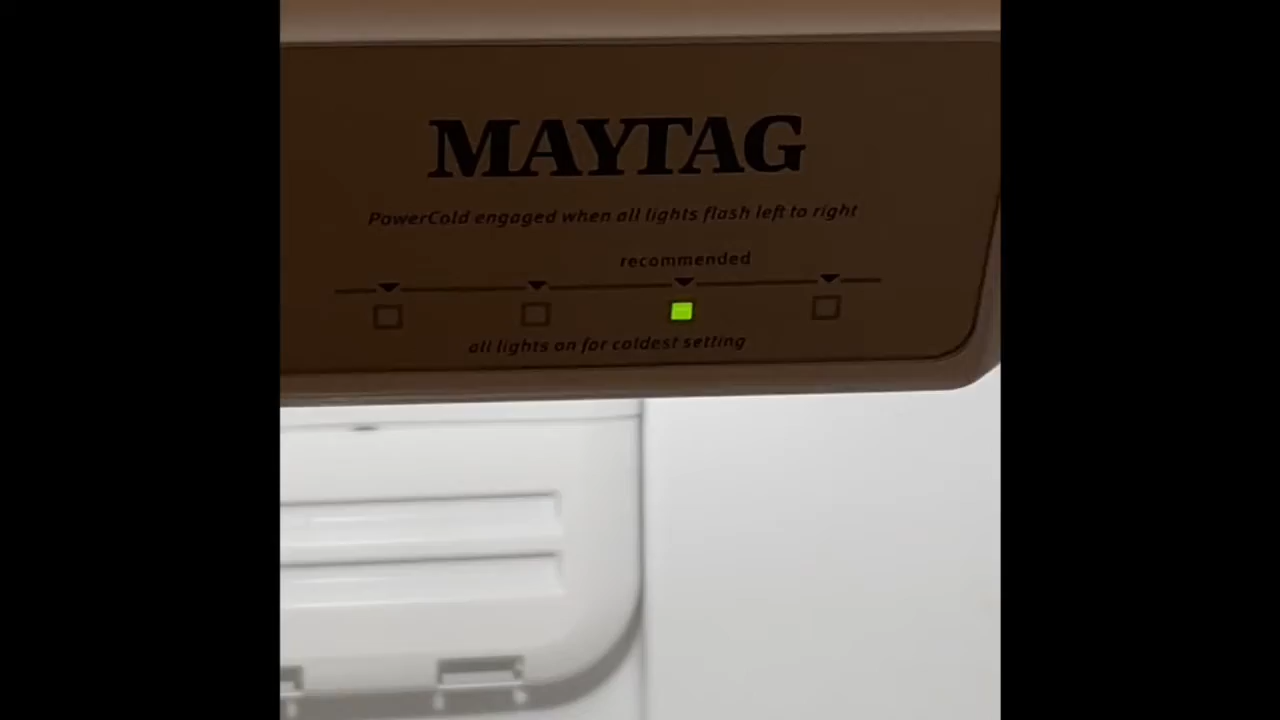 MAYTAG
PowerCold engaged when all lights flash left to right
recommended
all lights on for coldest setting